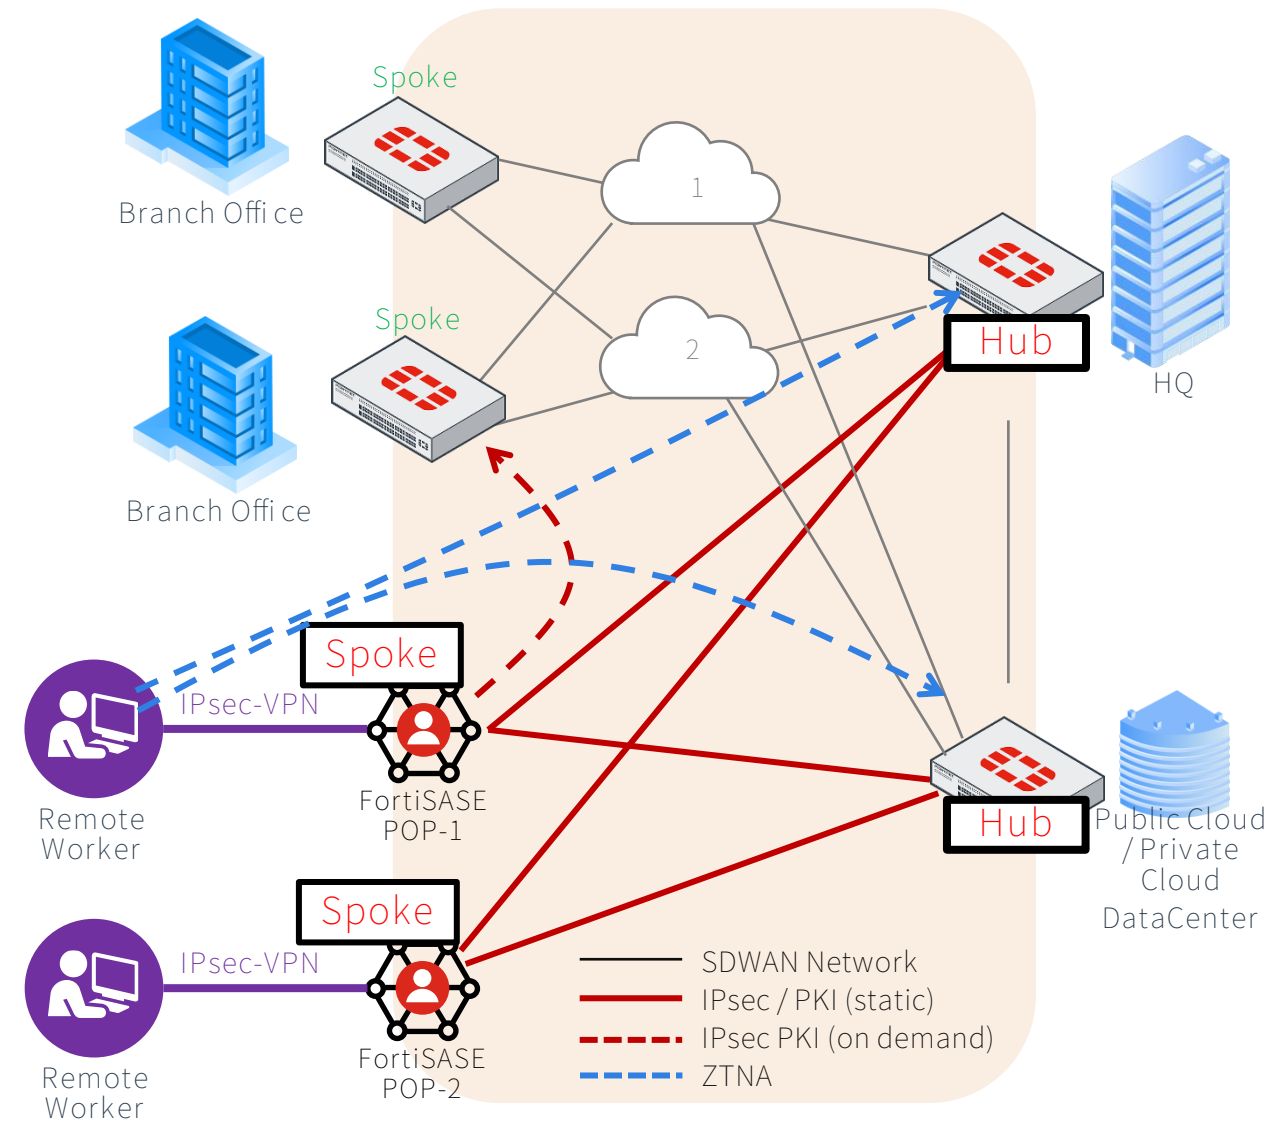 Spoke
Branch Office
1
Spoke
2
Hub
HQ
Branch Office
Spoke
IPsec-VPN
Remote
Worker
FortiSASE
POP-1
Hub
Public Cloud
/ Private
Cloud
DataCenter
Spoke
IPsec-VPN
Remote
Worker
FortiSASE
POP-2
SDWAN Network
IPsec / PKI (static)
IPsec PKI (on demand)
ZTNA